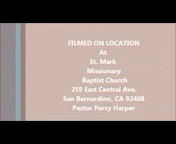 FILMED ON LOCATION
At
St. Mark
Missionary
Baptist Church
259 East Central Ave.
San Bernardino, CA 92408
Pastor Percy Harper